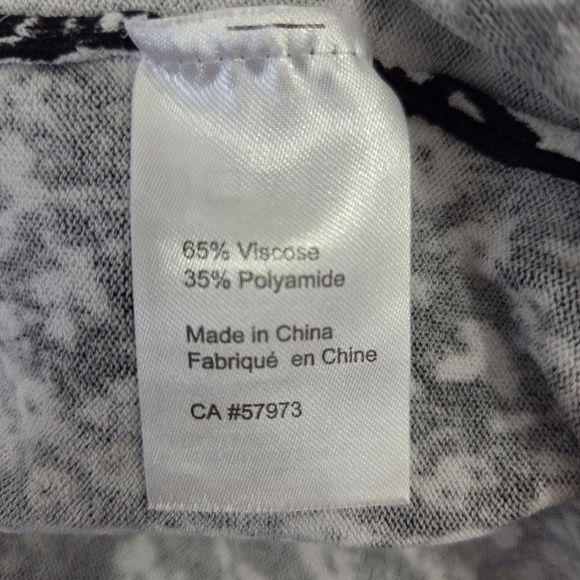 65% Viscose
35% Polyamide
Made in China
Fabriqué en Chine
CA #57973